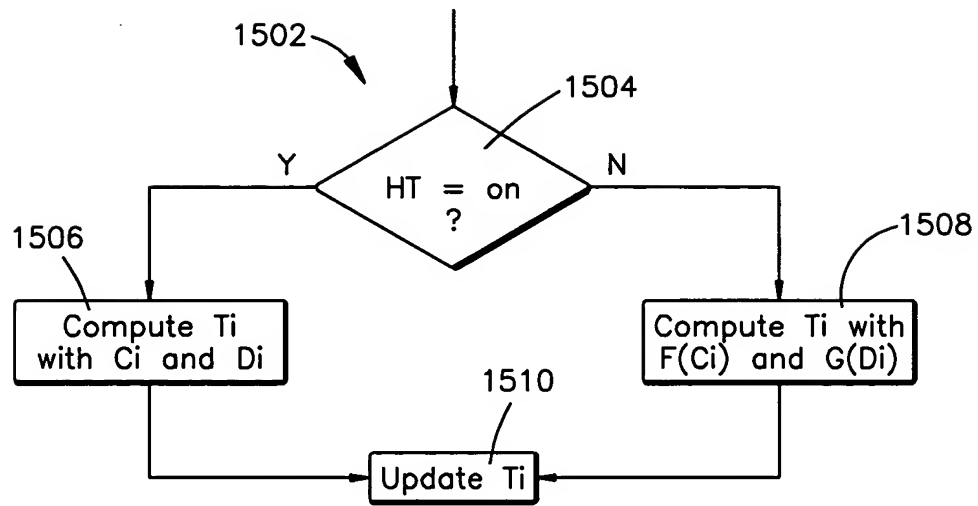 1502
1504
Y
N
HT = on
?
1506
1508
Compute Ti
with Ci and Di
Compute Ti with
F(Ci) and G(Di)
1510
Update Ti